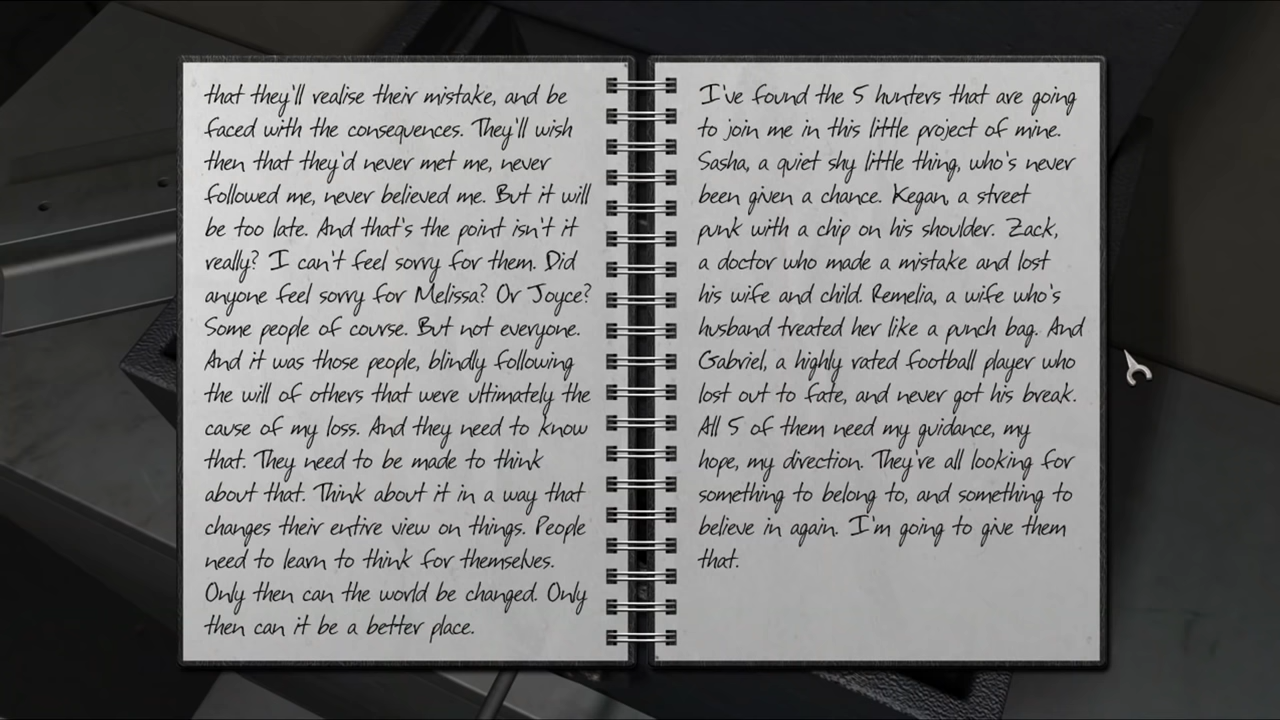 that they'll realise their mistake, and be
faced with the consequences. They'll wish
then that they'd never met me, never
followed me, never believed me. But it will
be too late. And that's the point isn't it
really? I can't feel sorry for them. Did
anyone feel sorry for Melissa? Or Joyce?
Some people of course. But not everyone.
And it was those people, blindly following
the will of others that were ultimately the
cause of my loss. And they need to know
that. They need to be made to think
about that. Think about it in a way that
changes their entire view on things. People
need to learn to think for themselves.
Only then can the world be changed. Only
then can it be a better place.
I've found the 5 hunters that are going
to join me in this little project of mine.
Sasha, a quiet shy little thing, who's never
been given a chance. Kegan, a street
punk with a chip on his shoulder. Zack,
a doctor who made a mistake and lost
his wife and child. Remelia, a wife who's
husband treated her like a punch bag. And
Gabriel, a highly rated football player who
lost out to fate, and never got his break.
All 5 of them need my guidance, my
hope, my direction. They're all looking for
something to belong to, and something to
believe in again. I'm going to give them
that.